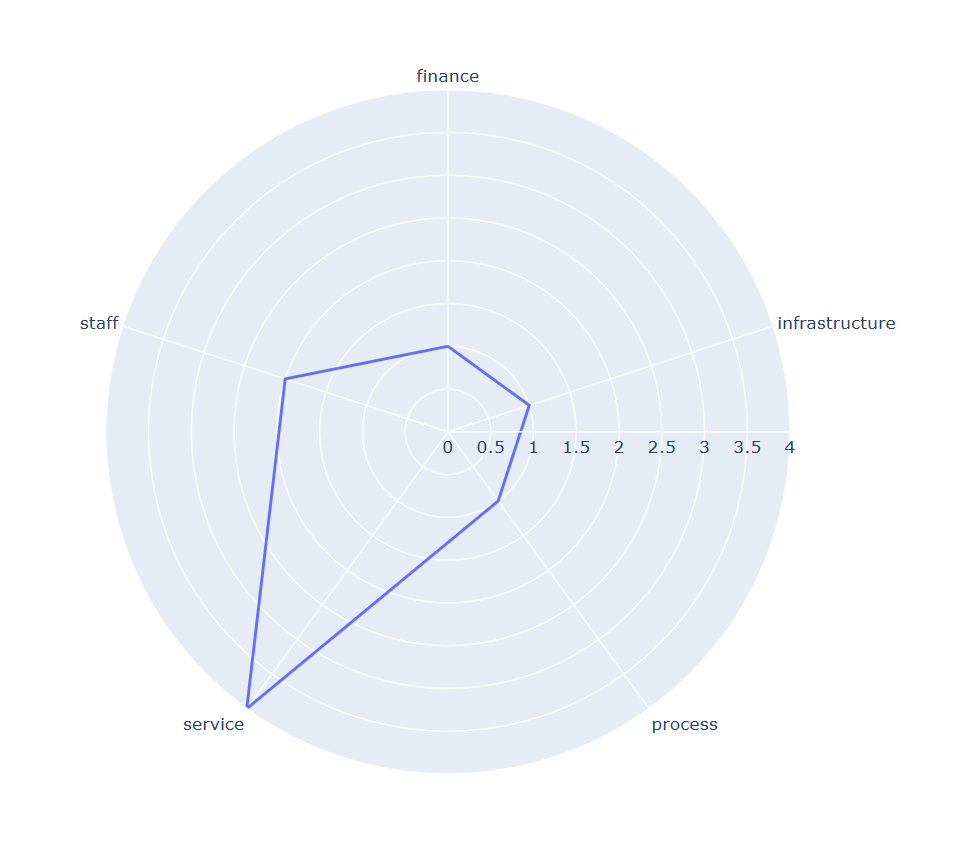 finance
staff
infrastructure
0 0.5 1 1.5 2 2.5 3 3.5 4
service
process